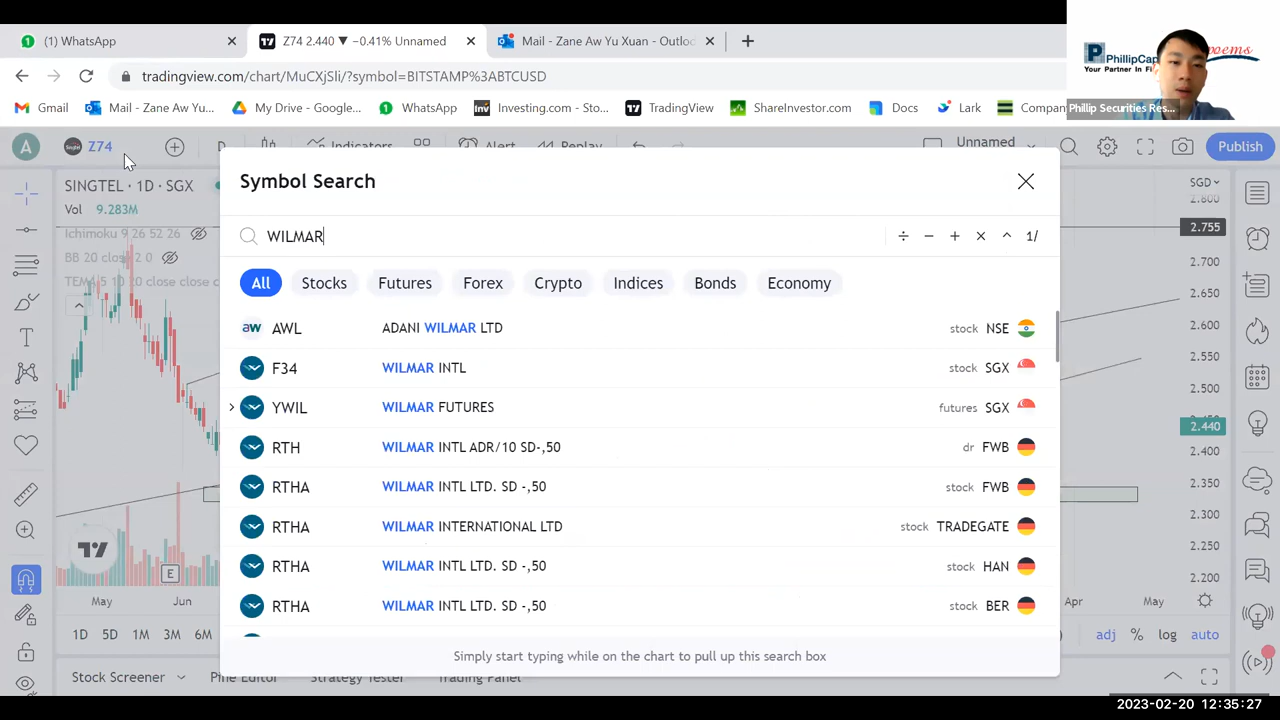 (1) WhatsApp
Z74 2.440 ▼ −0.41% Unnamed
Mail - Zane Aw Yu Xuan - Outloo
tradingview.com/chart/MuCXjSIi/?symbol=BITSTAMP%3ABTCUSD
Gmail
Mail - Zane Aw Yu...
My Drive - Google...
WhatsApp
Investing.com - Sto...
TradingView
ShareInvestor.com
Docs
Lark
Compan
PhillipCap
Your Partner In Fi
poems
Phillip Securities Res...
A
Z74
D
Indicators
Alert
Replay
Unnamed
Publish
SINGTEL · 1D · SGX
Vol 9.283M
Ichimoku 9 26 52 26
BB 20 close 2 0
Symbol Search
WILMAR
÷ − + × ^ 1/
All
Stocks
Futures
Forex
Crypto
Indices
Bonds
Economy
AWL ADANI WILMAR LTD stock NSE
F34 WILMAR INTL stock SGX
YWIL WILMAR FUTURES futures SGX
RTH WILMAR INTL ADR/10 SD-,50 dr FWB
RTHA WILMAR INTL LTD. SD -,50 stock FWB
RTHA WILMAR INTERNATIONAL LTD stock TRADEGATE
RTHA WILMAR INTL LTD. SD -,50 stock HAN
RTHA WILMAR INTL LTD. SD -,50 stock BER
Simply start typing while on the chart to pull up this search box
SGD
2.800
2.755
2.700
2.650
2.600
2.550
2.500
2.440
2.400
2.350
2.300
2.250
2.200
E
May
Jun
Apr
May
1D
5D
1M
3M
6M
adj
%
log
auto
Stock Screener
Pine Editor
Strategy Tester
Trading Panel
2023-02-20 12:35:27